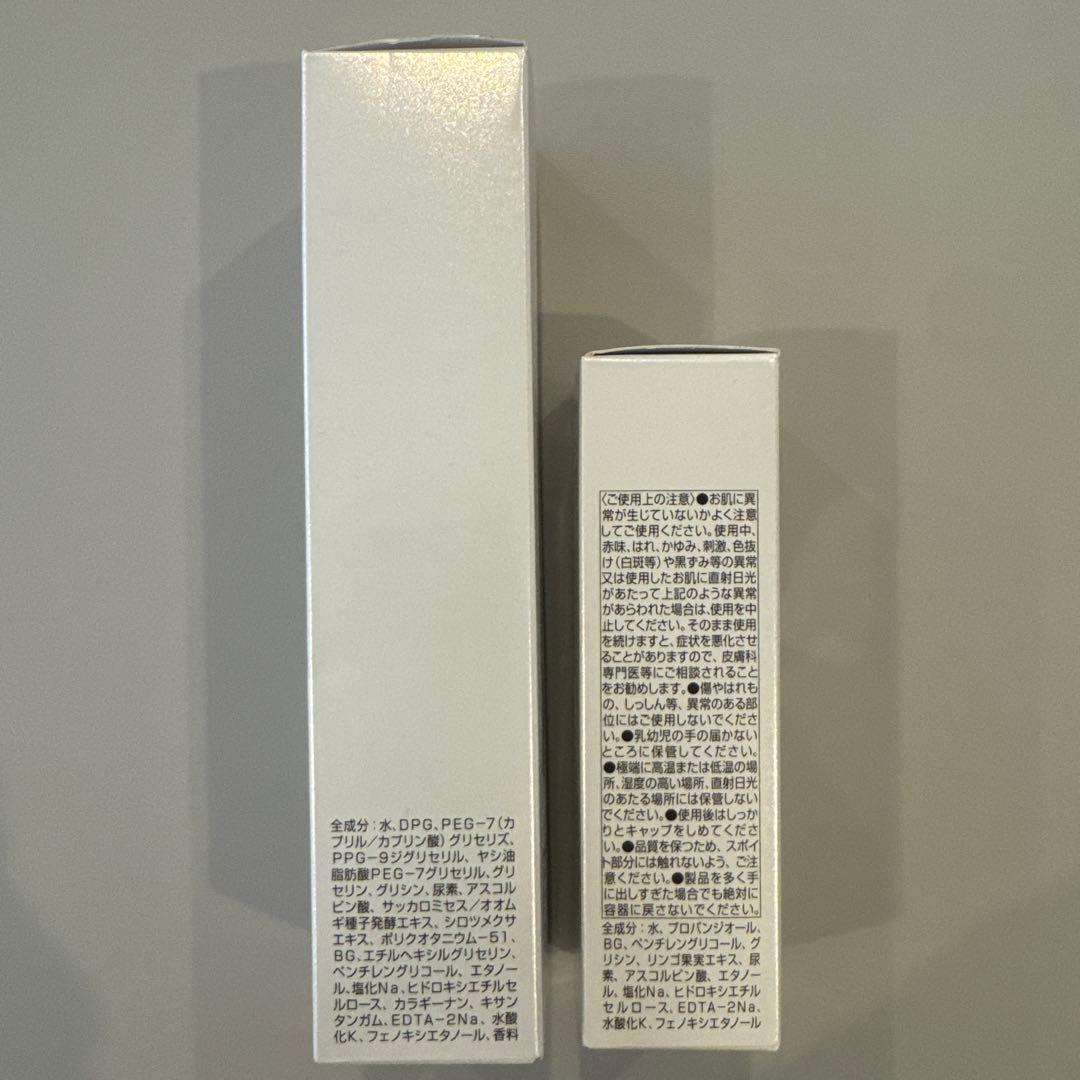 全成分：水、DPG、PEG-7（カ
プリル/カプリン酸）グリセリズ、
PPG-9ジグリセリル、ヤシ油
脂肪酸PEG-7グリセリル、グリ
セリン、グリシン、尿素、アスコル
ビン酸、サッカロミセス/オオム
ギ種子発酵エキス、シロツメクサ
エキス、ポリクオタニウム-51、
BG、エチルヘキシルグリセリン、
ペンチレングリコール、エタノー
ル、塩化Na、ヒドロキシエチルセ
ルロース、カラギーナン、キサン
タンガム、EDTA-2Na、水酸
化K、フェノキシエタノール、香料
〈ご使用上の注意〉●お肌に異
常が生じていないかよく注意
してご使用ください。使用中、
赤味、はれ、かゆみ、刺激、色抜
け（白斑等）や黒ずみ等の異常
又は使用したお肌に直射日光
があたって上記のような異常
があらわれた場合は、使用を中
止してください。そのまま使用
を続けますと、症状を悪化させ
ることがありますので、皮膚科
専門医等にご相談されること
をお勧めします。●傷やはれも
の、しっしん等、異常のある部
位にはご使用しないでくださ
い。●乳幼児の手の届かない
ところに保管してください。
●極端に高温または低温の場
所、湿度の高い場所、直射日光
のあたる場所には保管しない
でください。●使用後はしっか
りとキャップをしめてくださ
い。●品質を保つため、スポイ
ト部分には触れないよう、ご注
意ください。●製品を多く手
に出しすぎた場合でも絶対に
容器に戻さないでください。
全成分：水、プロパンジオール、
BG、ペンチレングリコール、グ
リシン、リンゴ果実エキス、尿
素、アスコルビン酸、エタノー
ル、塩化Na、ヒドロキシエチル
セルロース、EDTA-2Na、
水酸化K、フェノキシエタノール